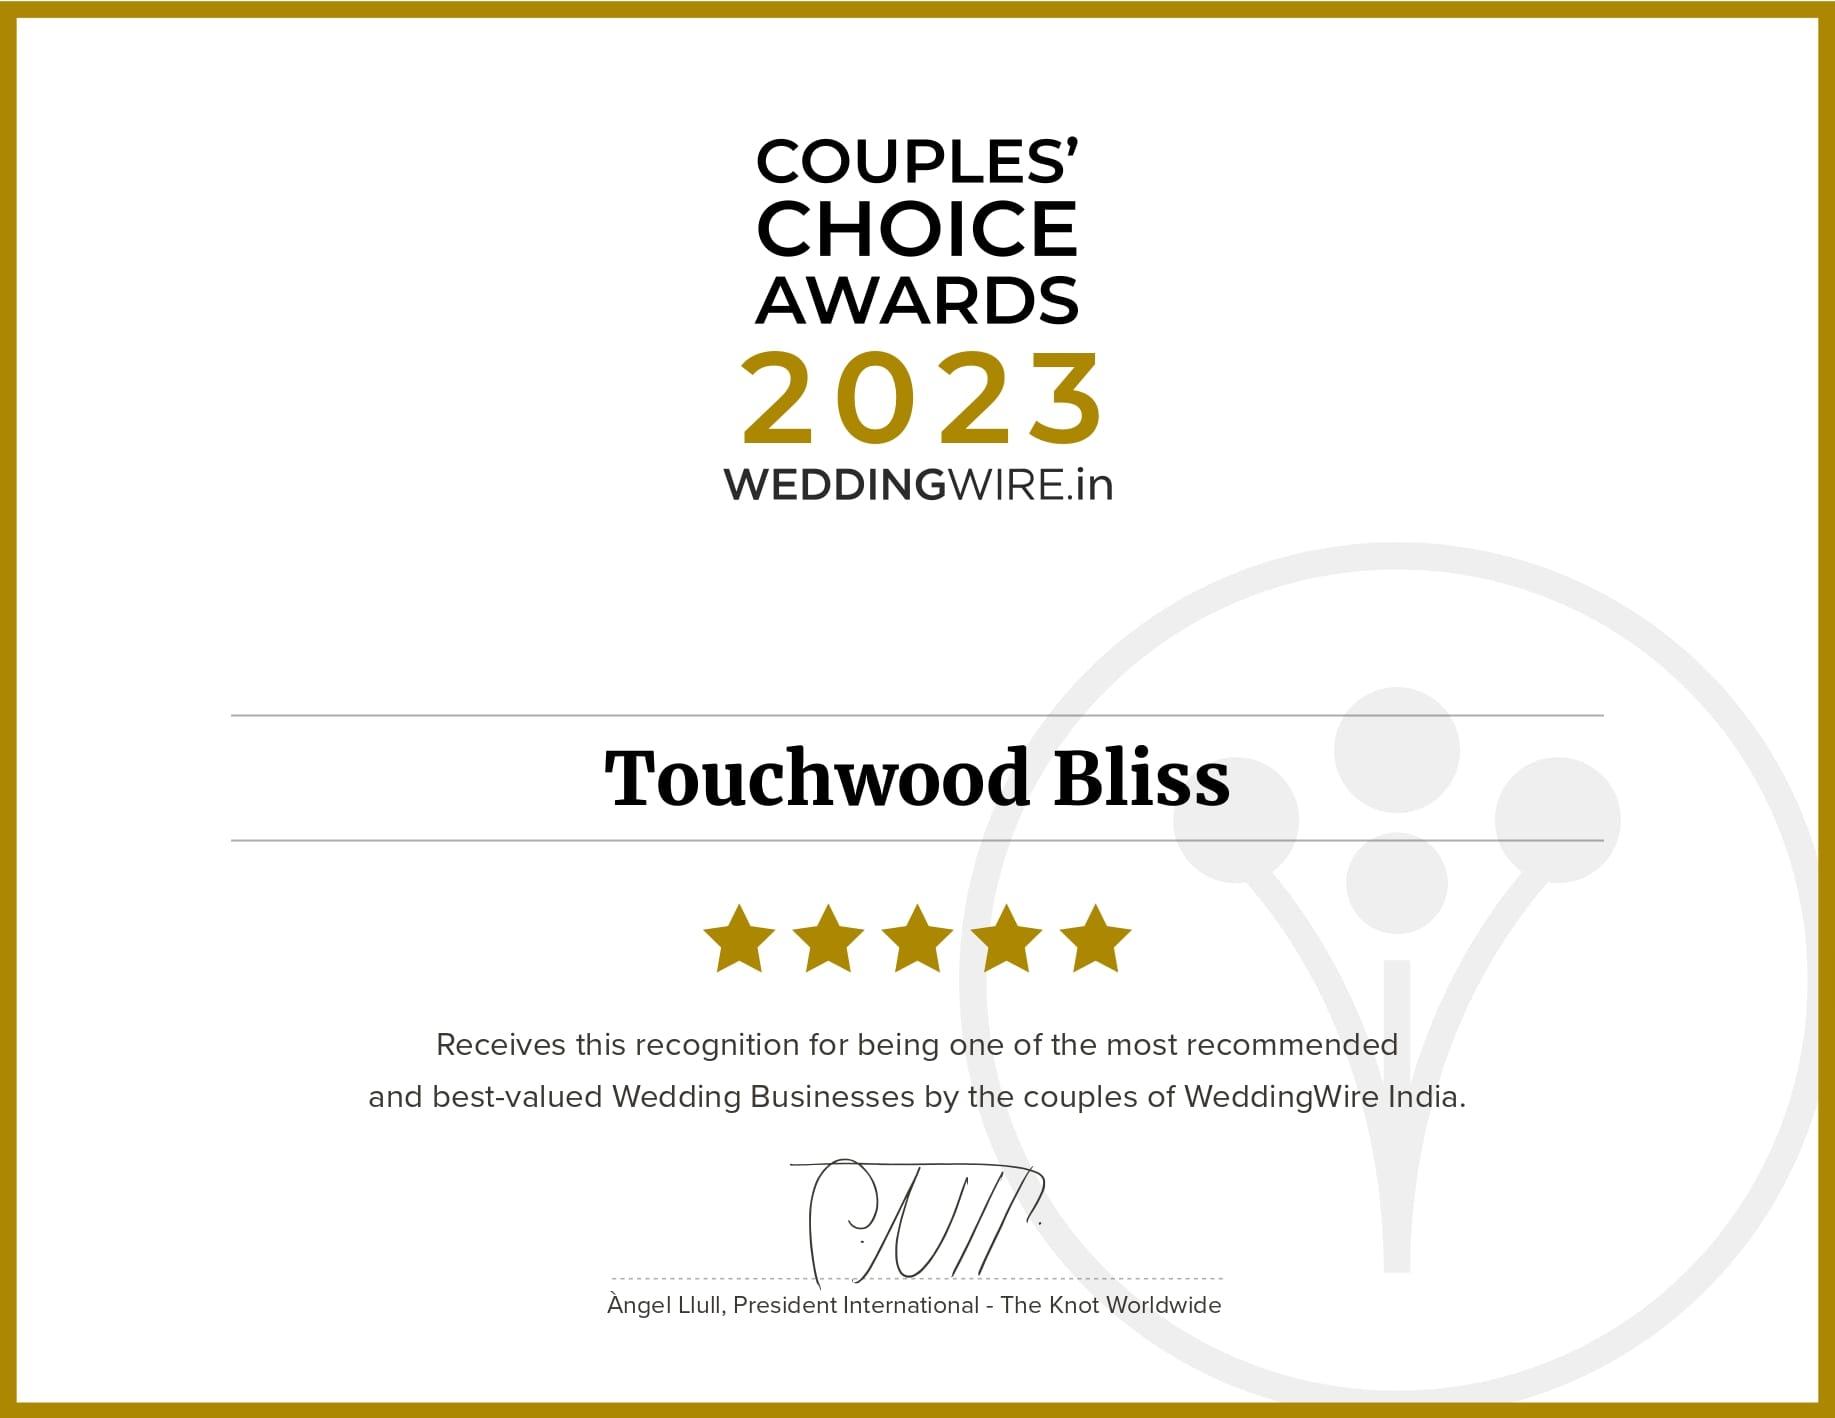 COUPLES’
CHOICE
AWARDS
2023
WEDDINGWIRE.in
Touchwood Bliss
Receives this recognition for being one of the most recommended
and best-valued Wedding Businesses by the couples of WeddingWire India.
Àngel Llull, President International - The Knot Worldwide